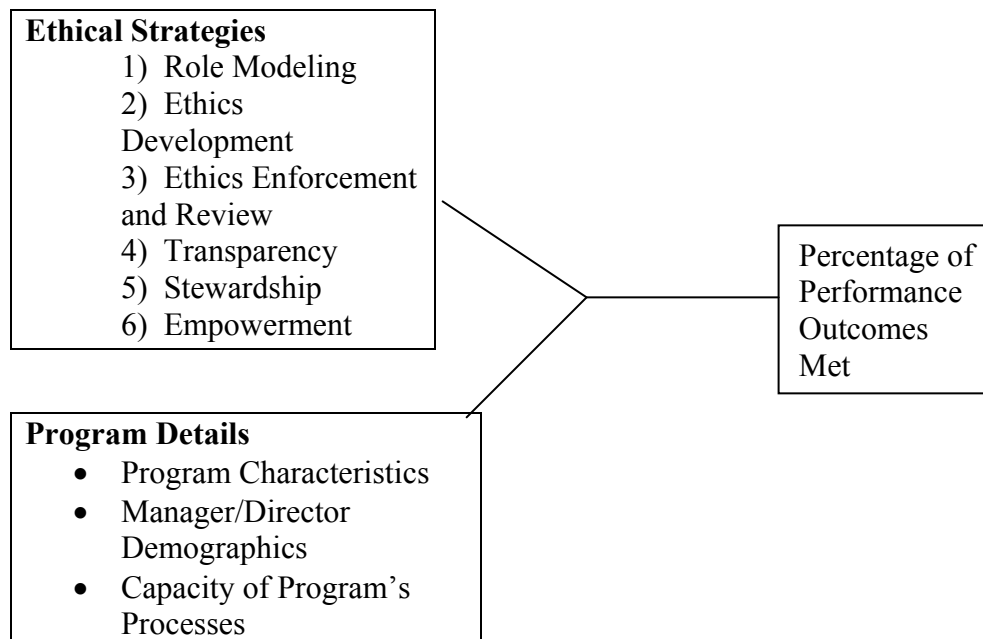 Ethical Strategies
1) Role Modeling
2) Ethics
Development
3) Ethics Enforcement
and Review
4) Transparency
5) Stewardship
6) Empowerment
Percentage of
Performance
Outcomes
Met
Program Details
• Program Characteristics
• Manager/Director
Demographics
• Capacity of Program’s
Processes